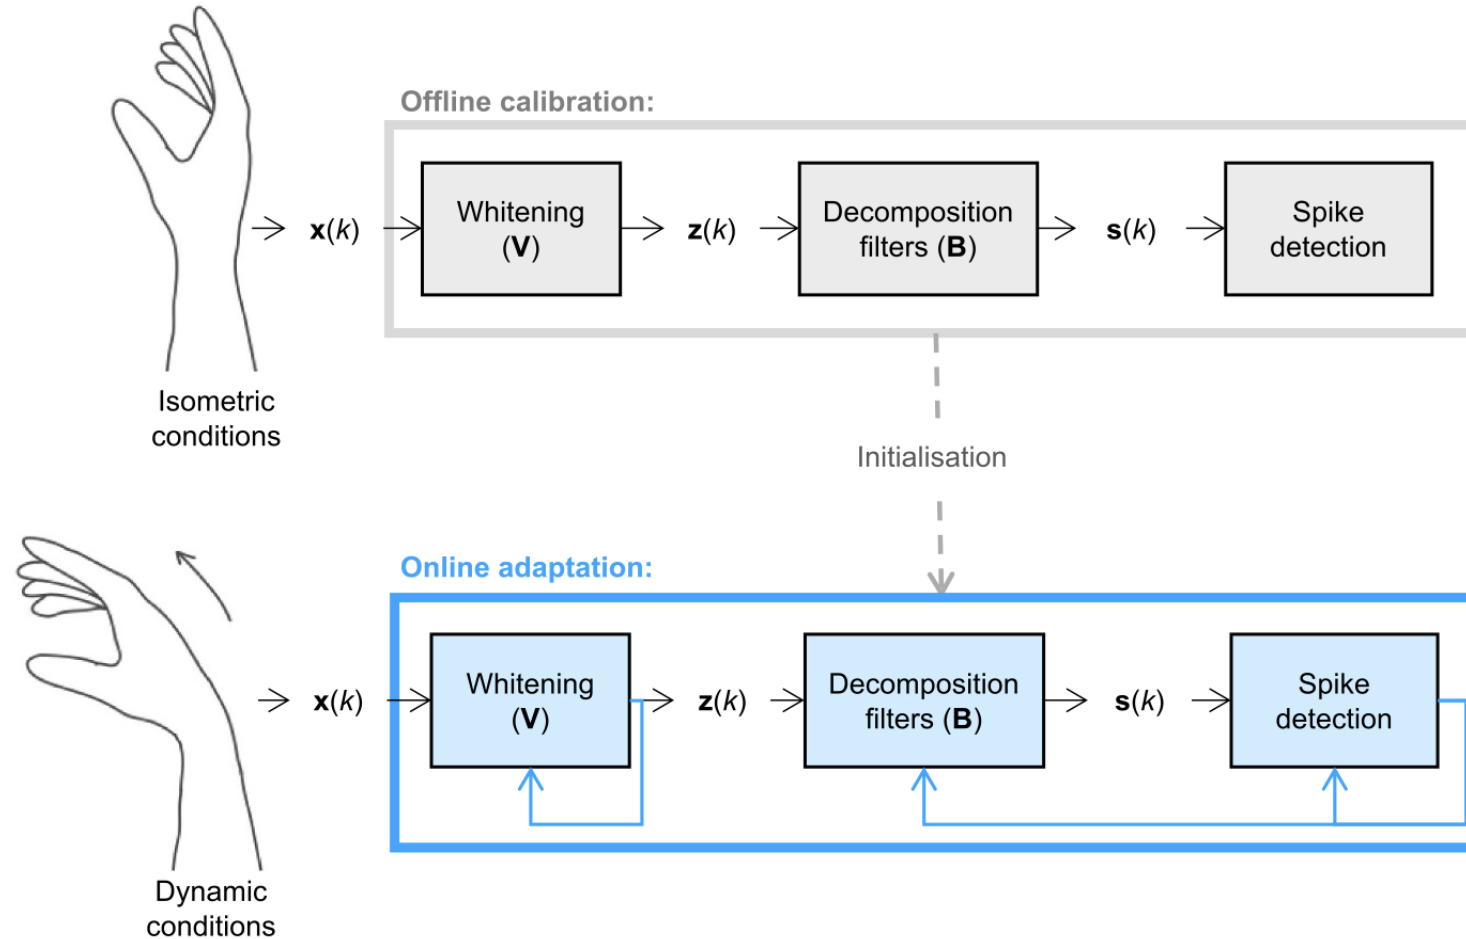 Offline calibration:
Whitening
(V)
Decomposition
filters (B)
Spike
detection
x(k)
z(k)
s(k)
Isometric
conditions
Initialisation
Online adaptation:
Whitening
(V)
Decomposition
filters (B)
Spike
detection
x(k)
z(k)
s(k)
Dynamic
conditions